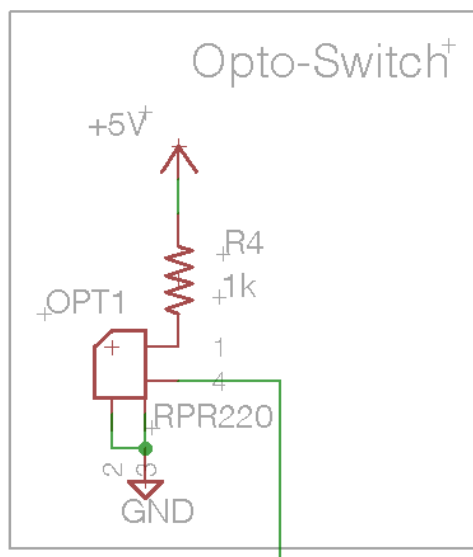 Opto-Switch
+5V
R4
1k
OPT1
1
4
RPR220
2
3
GND